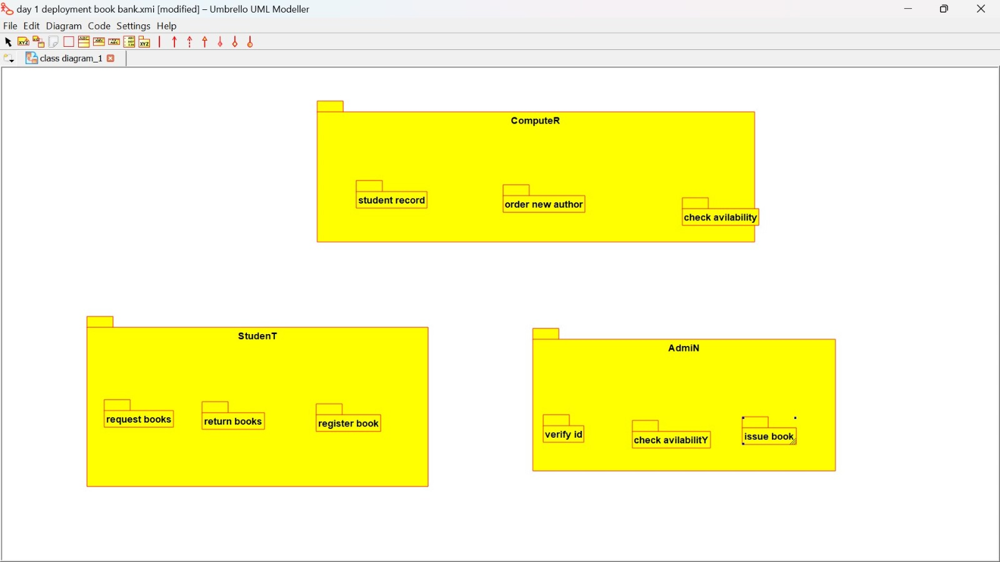 day 1 deployment book bank.xmi [modified] – Umbrello UML Modeller
File Edit Diagram Code Settings Help
class diagram_1
ComputeR
student record
order new author
check avilability
StudenT
request books
return books
register book
AdmiN
verify id
check avilabilitY
issue book